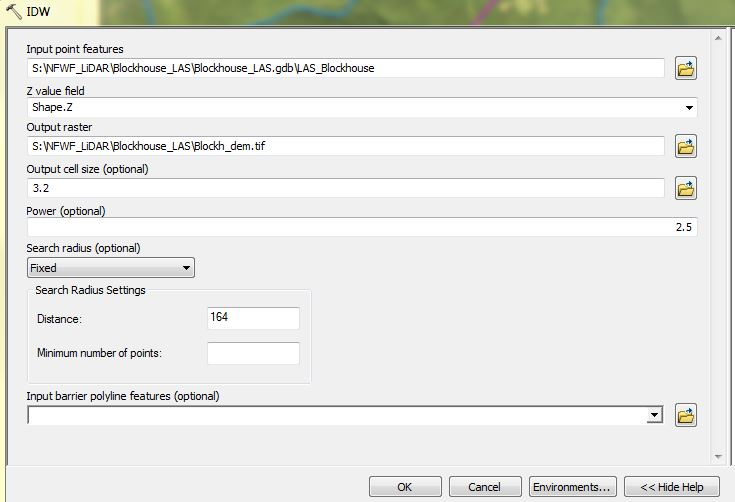 IDW
Input point features
S:\NFWF_LiDAR\Blockhouse_LAS\Blockhouse_LAS.gdb\LAS_Blockhouse
Z value field
Shape.Z
Output raster
S:\NFWF_LiDAR\Blockhouse_LAS\Blockh_dem.tif
Output cell size (optional)
3.2
Power (optional)
2.5
Search radius (optional)
Fixed
Search Radius Settings
Distance:
164
Minimum number of points:
Input barrier polyline features (optional)
OK
Cancel
Environments...
<< Hide Help